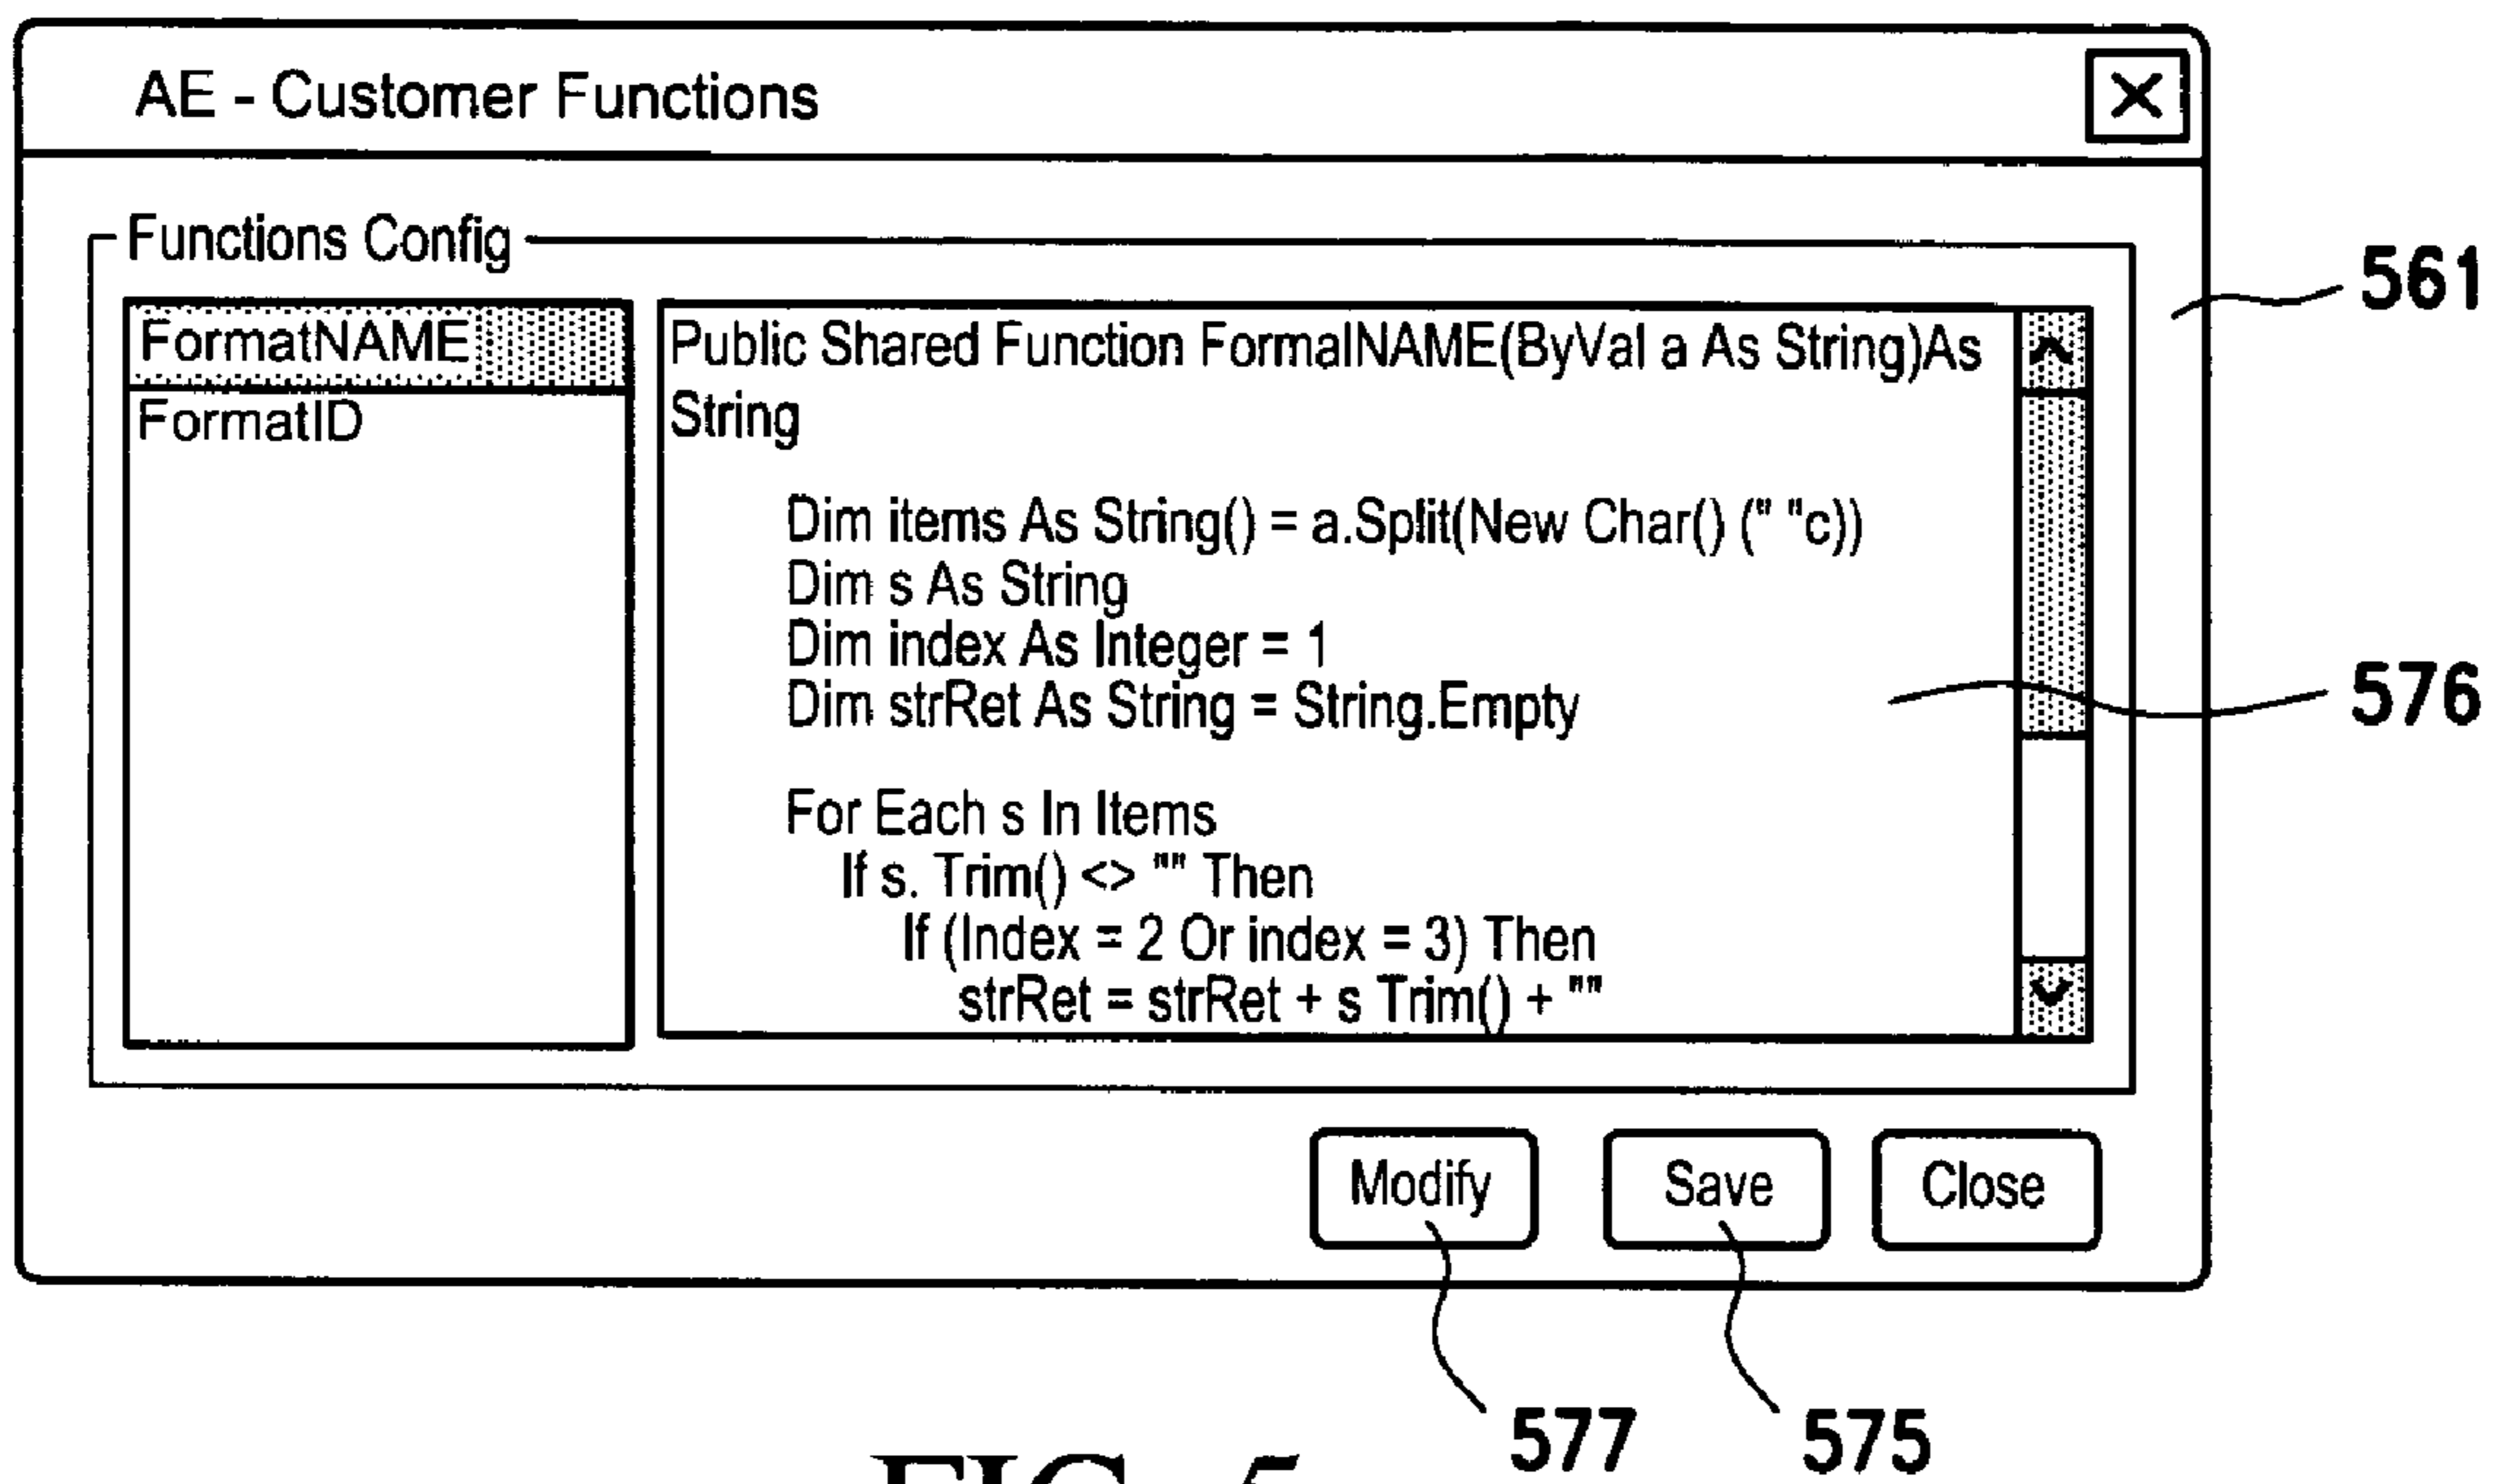 AE - Customer Functions
Functions Config
561
FormatNAME
FormatID
Public Shared Function FormalNAME(ByVal a As String)As
String
Dim items As String() = a.Split(New Char() (" "c))
Dim s As String
Dim index As Integer = 1
Dim strRet As String = String.Empty
576
For Each s In Items
If s. Trim() <> "" Then
If (Index = 2 Or index = 3) Then
strRet = strRet + s Trim() + ""
Modify
Save
Close
577
575
FIG. 5